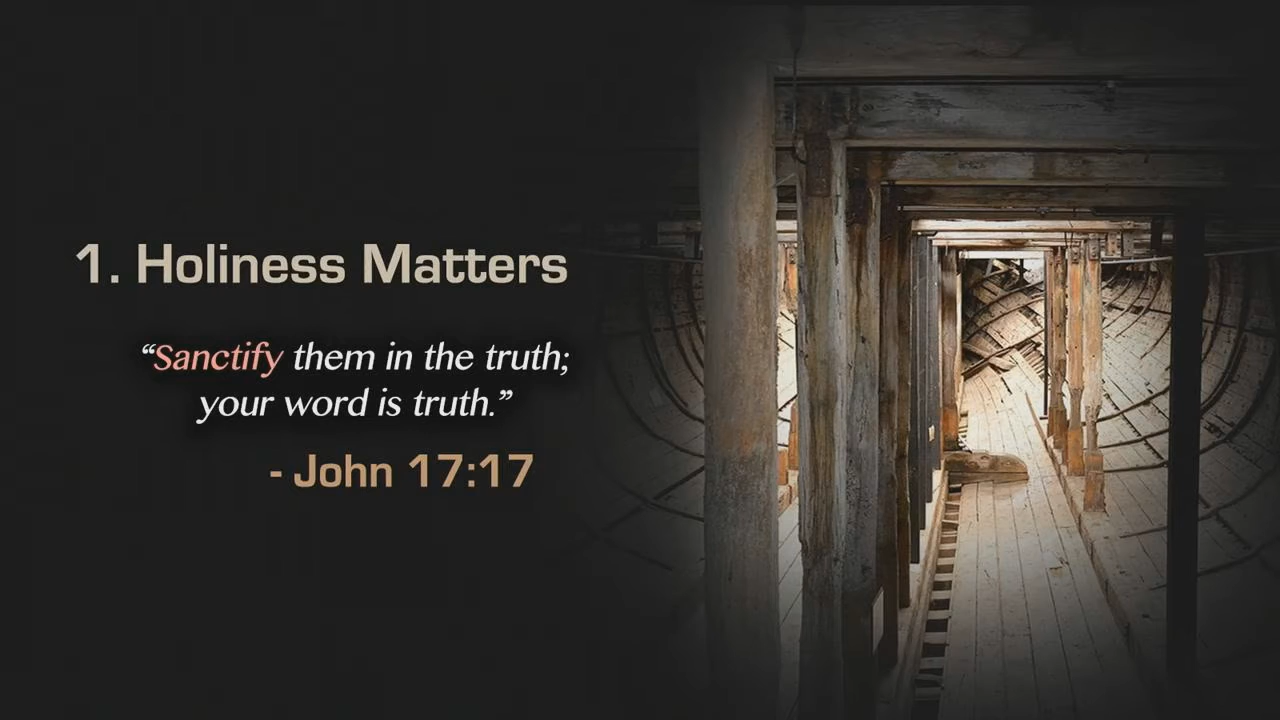 1. Holiness Matters
“Sanctify them in the truth;
your word is truth.”
- John 17:17